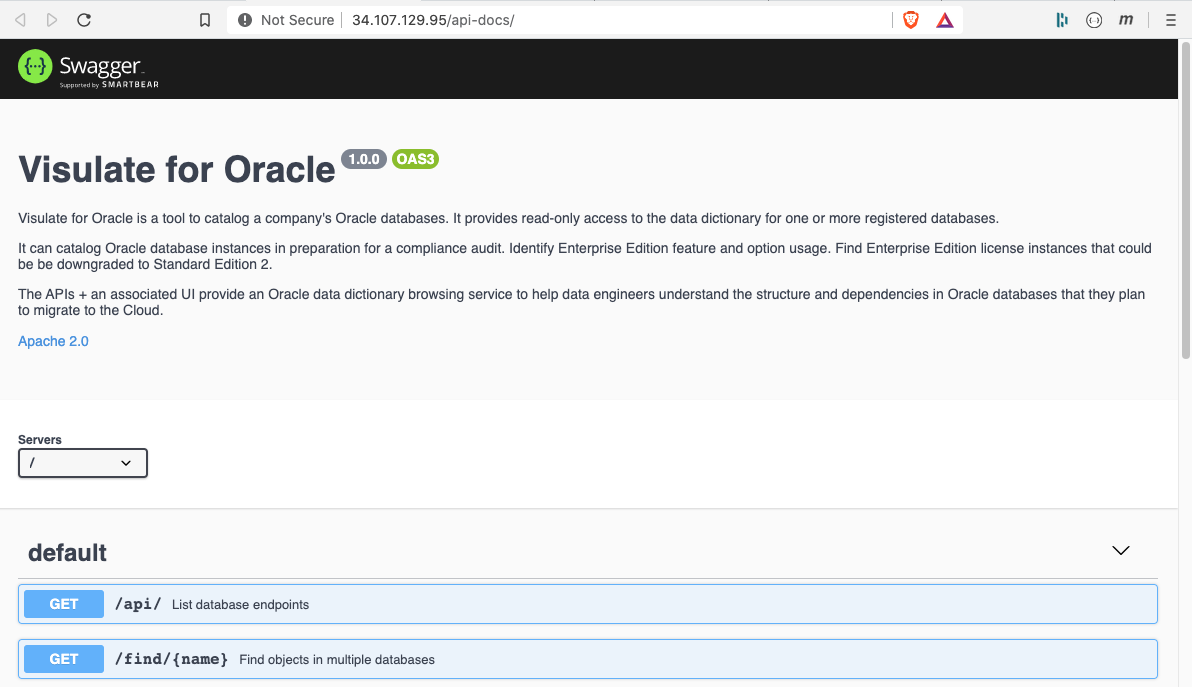 Not Secure 34.107.129.95/api-docs/ m
{···} Swagger
Supported by SMARTBEAR
Visulate for Oracle 1.0.0 OAS3
Visulate for Oracle is a tool to catalog a company's Oracle databases. It provides read-only access to the data dictionary for one or more registered databases.
It can catalog Oracle database instances in preparation for a compliance audit. Identify Enterprise Edition feature and option usage. Find Enterprise Edition license instances that could
be be downgraded to Standard Edition 2.
The APIs + an associated UI provide an Oracle data dictionary browsing service to help data engineers understand the structure and dependencies in Oracle databases that they plan
to migrate to the Cloud.
Apache 2.0
Servers
/
default
GET /api/ List database endpoints
GET /find/{name} Find objects in multiple databases